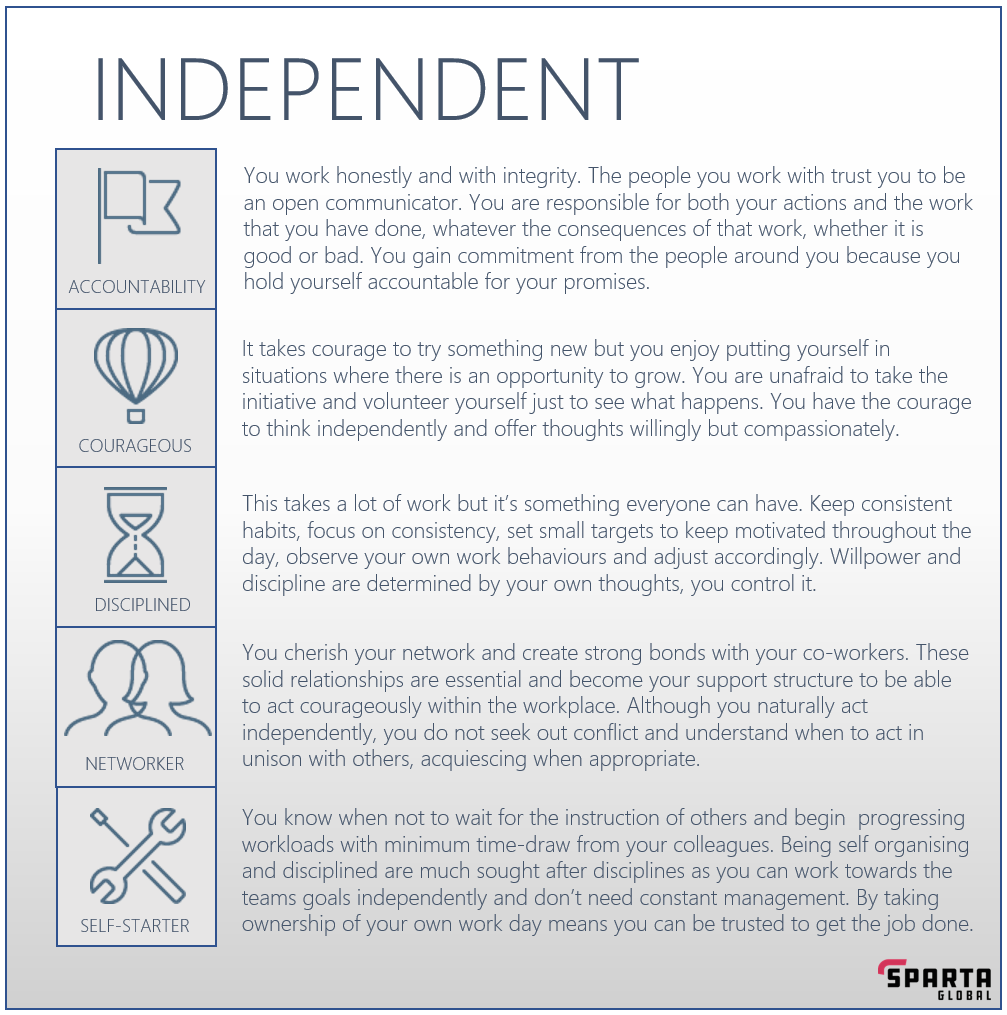 INDEPENDENT
ACCOUNTABILITY
You work honestly and with integrity. The people you work with trust you to be
an open communicator. You are responsible for both your actions and the work
that you have done, whatever the consequences of that work, whether it is
good or bad. You gain commitment from the people around you because you
hold yourself accountable for your promises.
COURAGEOUS
It takes courage to try something new but you enjoy putting yourself in
situations where there is an opportunity to grow. You are unafraid to take the
initiative and volunteer yourself just to see what happens. You have the courage
to think independently and offer thoughts willingly but compassionately.
DISCIPLINED
This takes a lot of work but it’s something everyone can have. Keep consistent
habits, focus on consistency, set small targets to keep motivated throughout the
day, observe your own work behaviours and adjust accordingly. Willpower and
discipline are determined by your own thoughts, you control it.
NETWORKER
You cherish your network and create strong bonds with your co-workers. These
solid relationships are essential and become your support structure to be able
to act courageously within the workplace. Although you naturally act
independently, you do not seek out conflict and understand when to act in
unison with others, acquiescing when appropriate.
SELF-STARTER
You know when not to wait for the instruction of others and begin  progressing
workloads with minimum time-draw from your colleagues. Being self organising
and disciplined are much sought after disciplines as you can work towards the
teams goals independently and don’t need constant management. By taking
ownership of your own work day means you can be trusted to get the job done.
SPARTA
GLOBAL